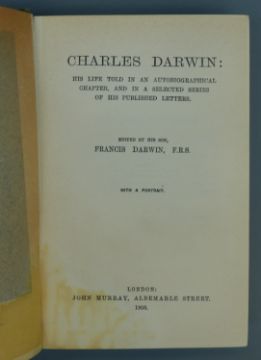 CHARLES DARWIN:
HIS LIFE TOLD IN AN AUTOBIOGRAPHICAL
CHAPTER, AND IN A SELECTED SERIES
OF HIS PUBLISHED LETTERS.
EDITED BY HIS SON,
FRANCIS DARWIN, F.R.S.
WITH A PORTRAIT.
LONDON:
JOHN MURRAY, ALBEMARLE STREET.